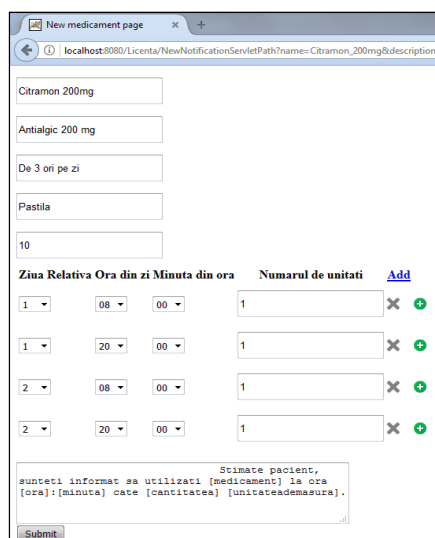 New medicament page
localhost:8080/Licenta/NewNotificationServletPath?name=Citramon_200mg&description
Citramon 200mg
Antialgic 200 mg
De 3 ori pe zi
Pastila
10
Ziua Relativa Ora din zi Minuta din ora Numarul de unitati Add
1 08 00 1
1 20 00 1
2 08 00 1
2 20 00 1
Stimate pacient,
sunteti informat sa utilizati [medicament] la ora
[ora]:[minuta] cate [cantitatea] [unitateademasura].
Submit